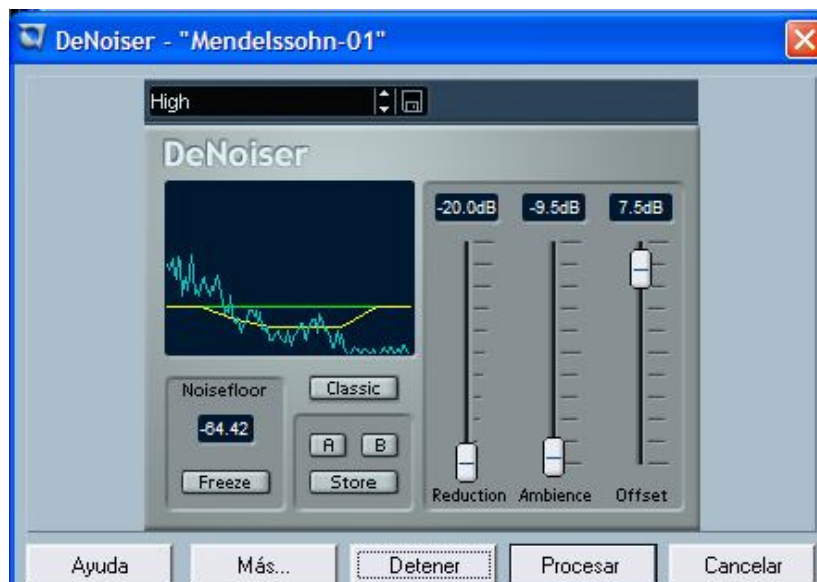 DeNoiser - "Mendelssohn-01"
High
DeNoiser
-20.0dB -9.5dB 7.5dB
Noisefloor
Classic
-64.42
A B
Freeze
Store
Reduction Ambience Offset
Ayuda Más... Detener Procesar Cancelar